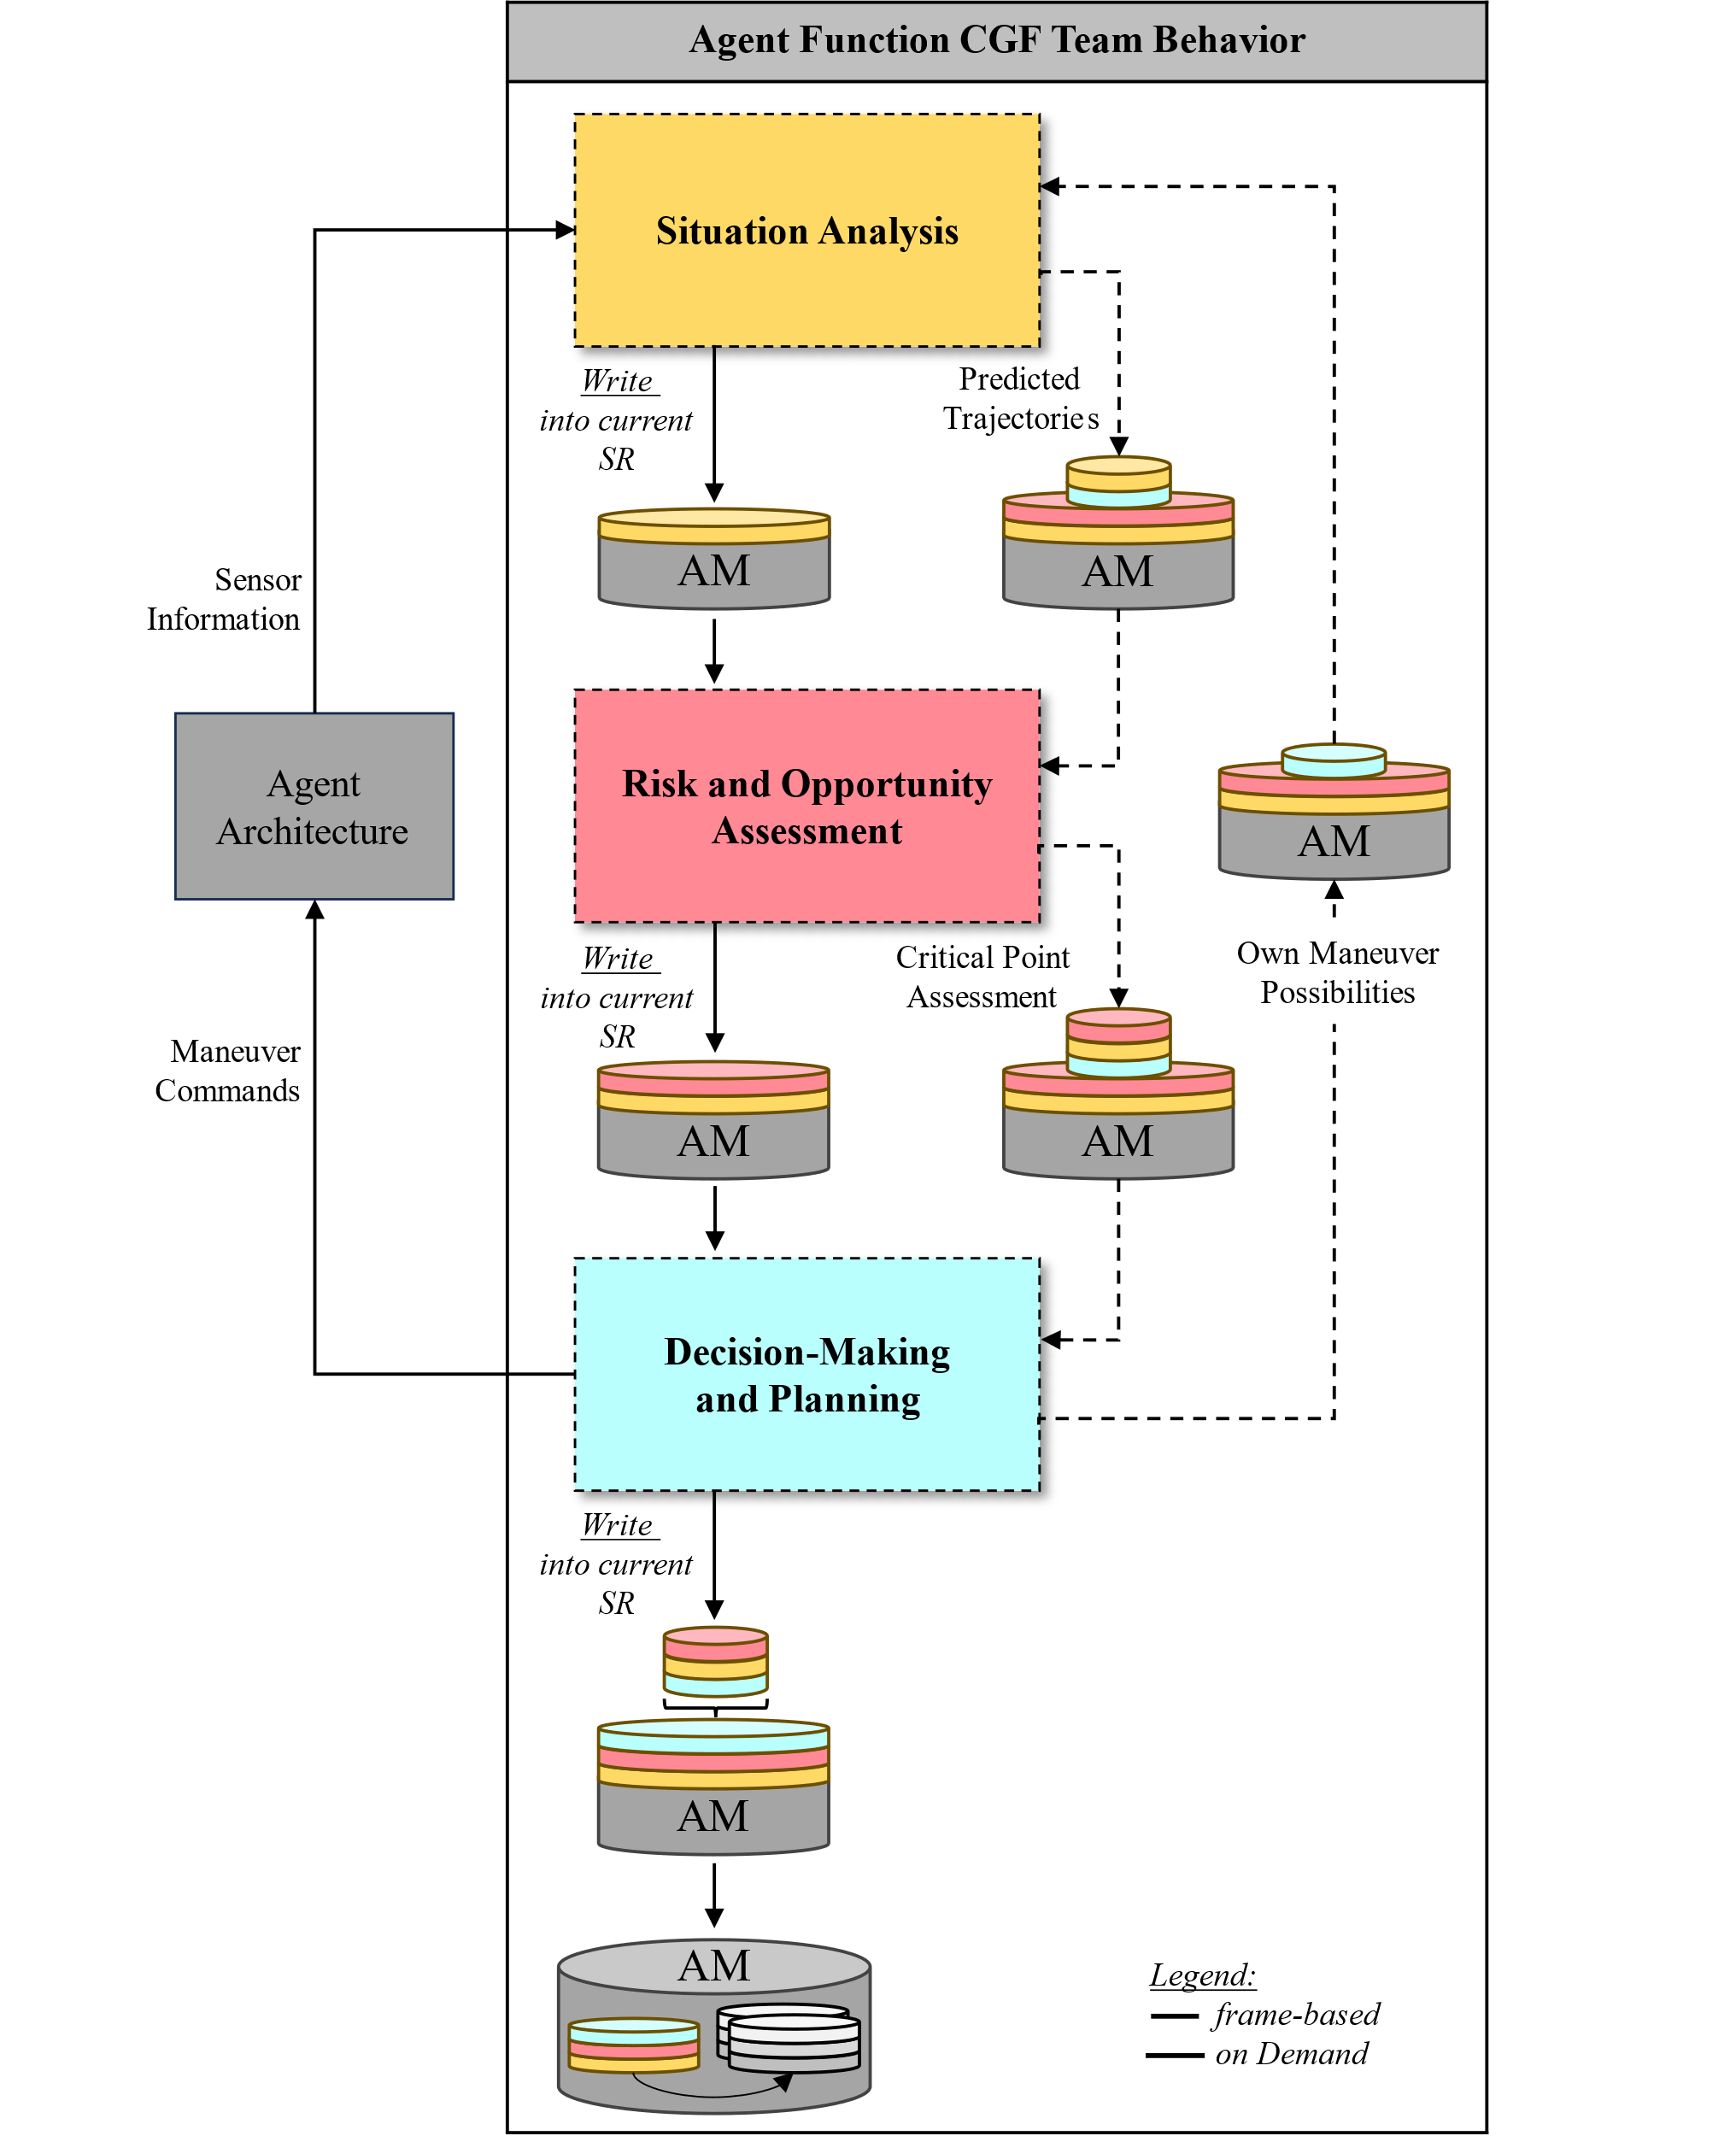 Agent Function CGF Team Behavior
Situation Analysis
Write
into current
SR
Predicted
Trajectories
AM
AM
Sensor
Information
Agent
Architecture
Risk and Opportunity
Assessment
AM
Write
into current
SR
Critical Point
Assessment
Own Maneuver
Possibilities
Maneuver
Commands
AM
AM
Decision-Making
and Planning
Write
into current
SR
AM
AM
Legend:
frame-based
on Demand